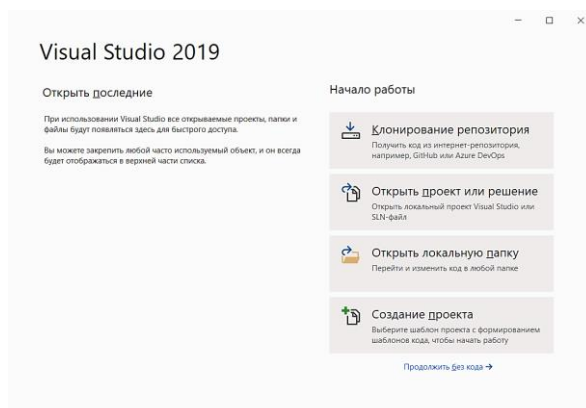 Visual Studio 2019
Открыть последние
При использовании Visual Studio все открываемые проекты, папки и
файлы будут появляться здесь для быстрого доступа.
Вы можете закрепить любой часто используемый объект, и он всегда
будет отображаться в верхней части списка.
Начало работы
Клонирование репозитория
Получить код из интернет-репозитория,
например, GitHub или Azure DevOps
Открыть проект или решение
Открыть локальный проект Visual Studio или
SLN-файл
Открыть локальную папку
Перейти и изменить код в любой папке
Создание проекта
Выберите шаблон проекта с формированием
шаблонов кода, чтобы начать работу
Продолжить без кода →